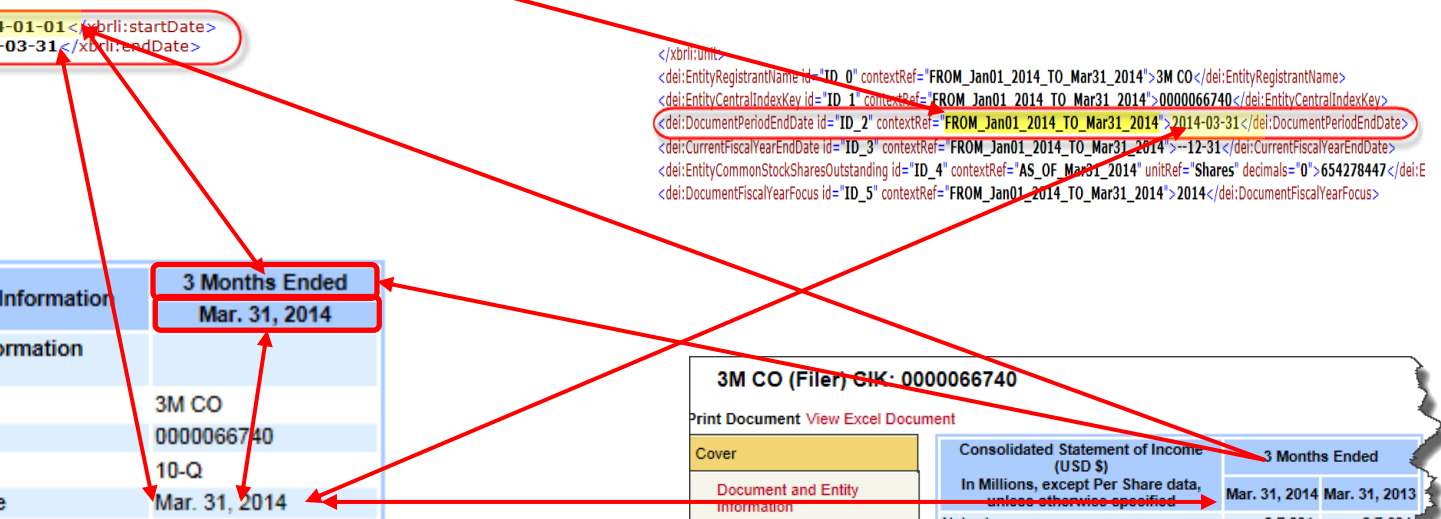 4-01-01</xbrli:startDate>
-03-31</xbrli:endDate>
</xbrli:unit>
<dei:EntityRegistrantName id="ID_0" contextRef="FROM_Jan01_2014_TO_Mar31_2014">3M CO</dei:EntityRegistrantName>
<dei:EntityCentralIndexKey id="ID_1" contextRef="FROM_Jan01_2014_TO_Mar31_2014">0000066740</dei:EntityCentralIndexKey>
<dei:DocumentPeriodEndDate id="ID_2" contextRef="FROM_Jan01_2014_TO_Mar31_2014">2014-03-31</dei:DocumentPeriodEndDate>
<dei:CurrentFiscalYearEndDate id="ID_3" contextRef="FROM_Jan01_2014_TO_Mar31_2014">--12-31</dei:CurrentFiscalYearEndDate>
<dei:EntityCommonStockSharesOutstanding id="ID_4" contextRef="AS_OF_Mar31_2014" unitRef="Shares" decimals="0">654278447</dei:E
<dei:DocumentFiscalYearFocus id="ID_5" contextRef="FROM_Jan01_2014_TO_Mar31_2014">2014</dei:DocumentFiscalYearFocus>
Information
3 Months Ended
Mar. 31, 2014
ormation
3M CO
0000066740
10-Q
e Mar. 31, 2014
3M CO (Filer) CIK: 0000066740
Print Document View Excel Document
Cover
Document and Entity
Information
Consolidated Statement of Income
(USD $)
In Millions, except Per Share data,
unless otherwise specified
3 Months Ended
Mar. 31, 2014 Mar. 31, 2013